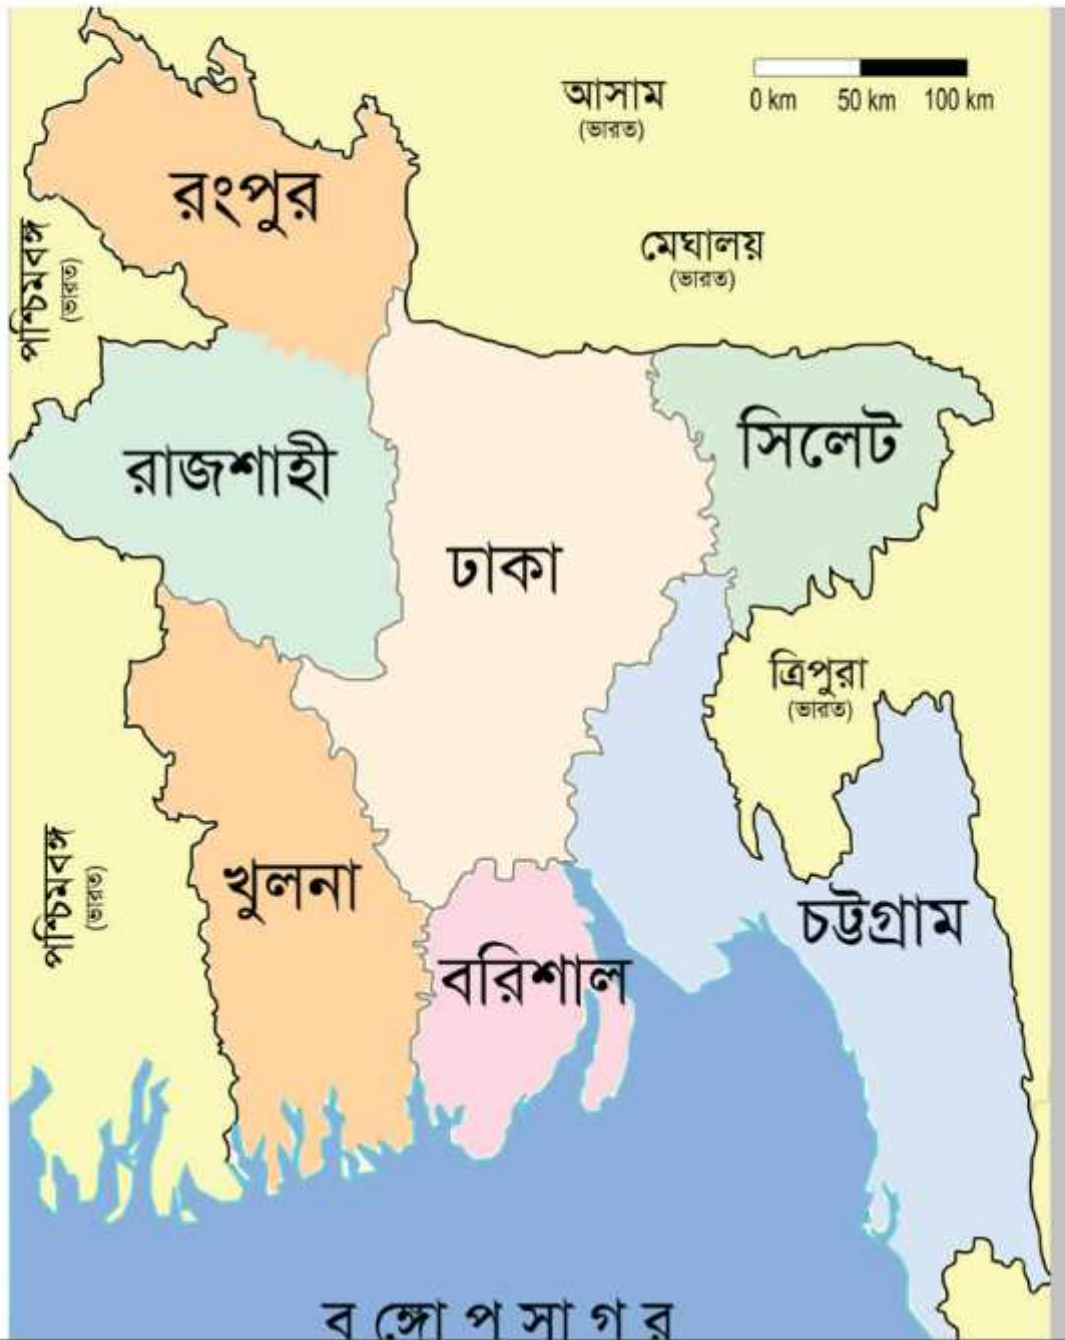 আসাম
(ভারত)
0 km 50 km 100 km
রংপুর
পশ্চিমবঙ্গ
(ভারত)
মেঘালয়
(ভারত)
রাজশাহী
সিলেট
ঢাকা
ত্রিপুরা
(ভারত)
পশ্চিমবঙ্গ
(ভারত)
খুলনা
চট্টগ্রাম
বরিশাল
বঙ্গোপসাগর